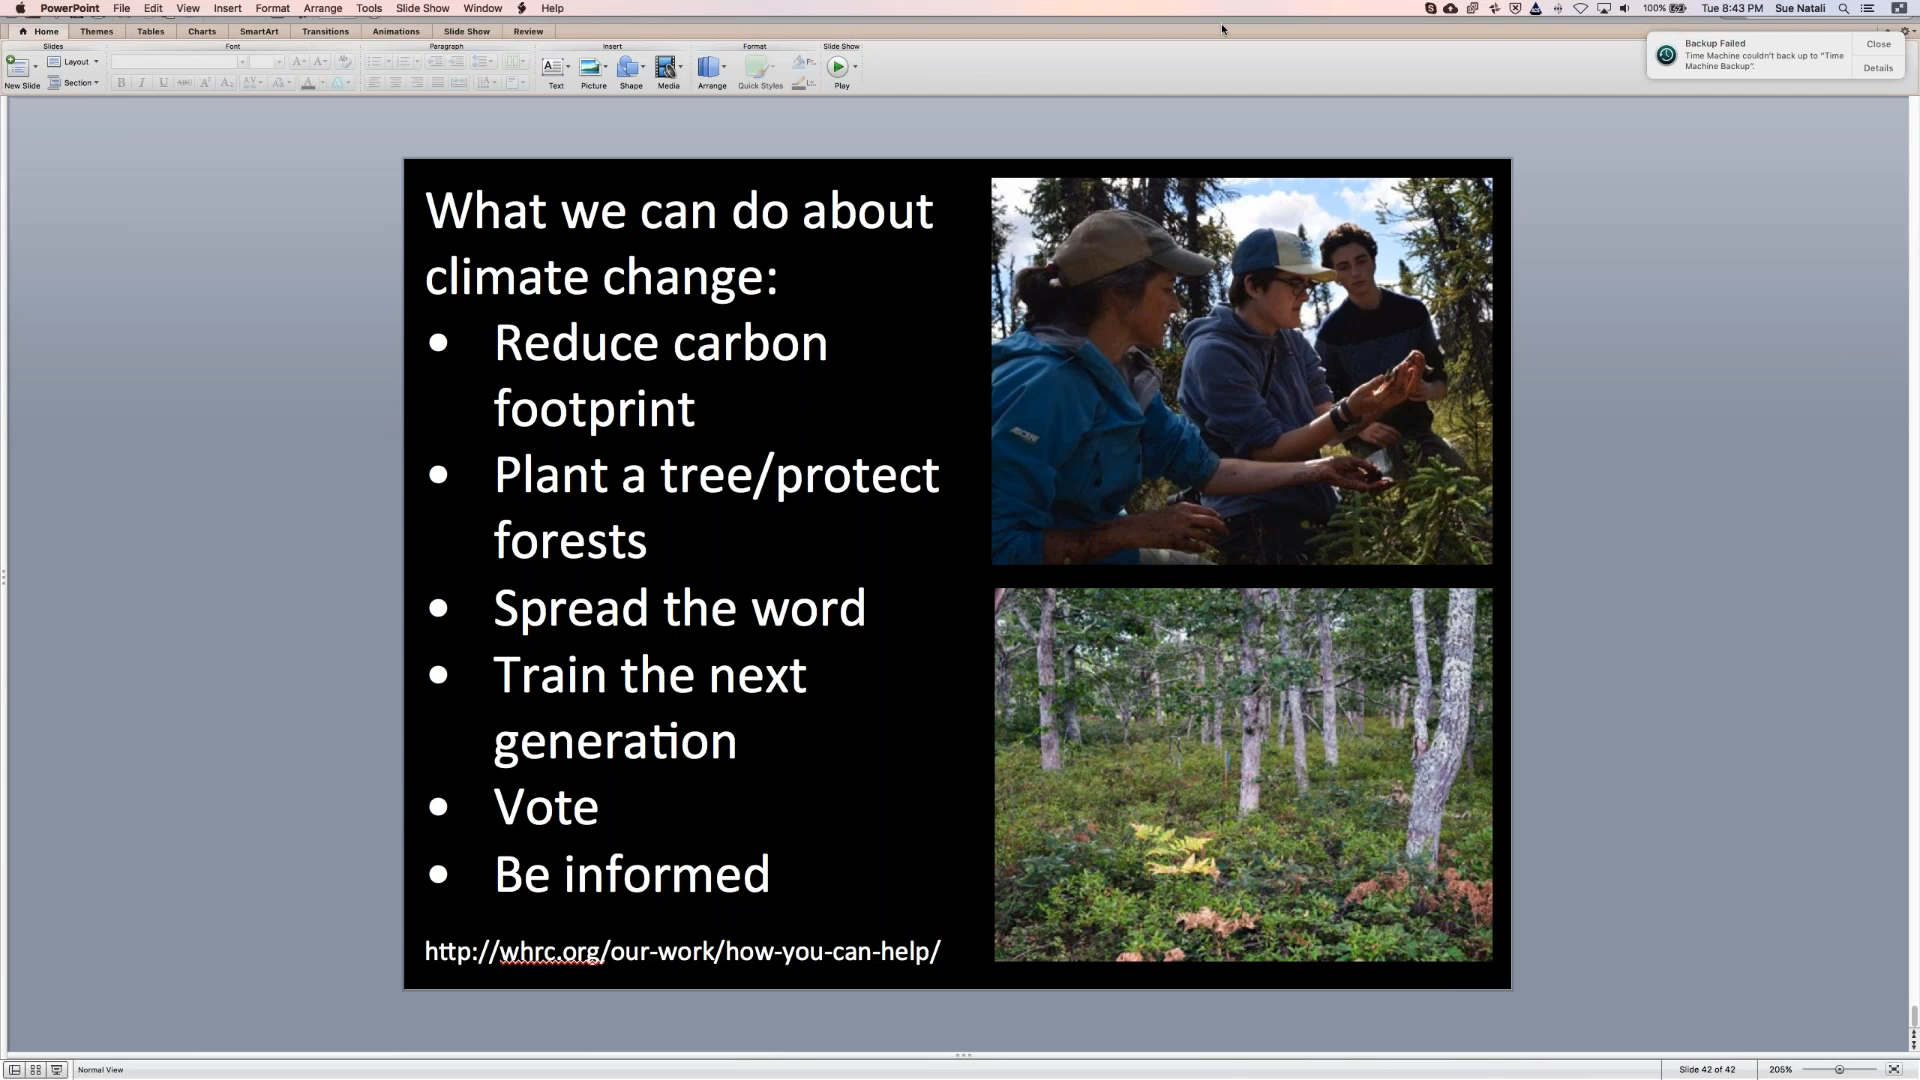 PowerPoint File Edit View Insert Format Arrange Tools Slide Show Window Help 100% Tue 8:43 PM Sue Natali
Home Themes Tables Charts SmartArt Transitions Animations Slide Show Review
Slides Font Paragraph Insert Format Slide Show
Layout
Section
New Slide Text Picture Shape Media Arrange Quick Styles Play
Backup Failed
Time Machine couldn't back up to "Time
Machine Backup".
Close
Details
What we can do about
climate change:
• Reduce carbon
footprint
• Plant a tree/protect
forests
• Spread the word
• Train the next
generation
• Vote
• Be informed
http://whrc.org/our-work/how-you-can-help/
Normal View Slide 42 of 42 205%